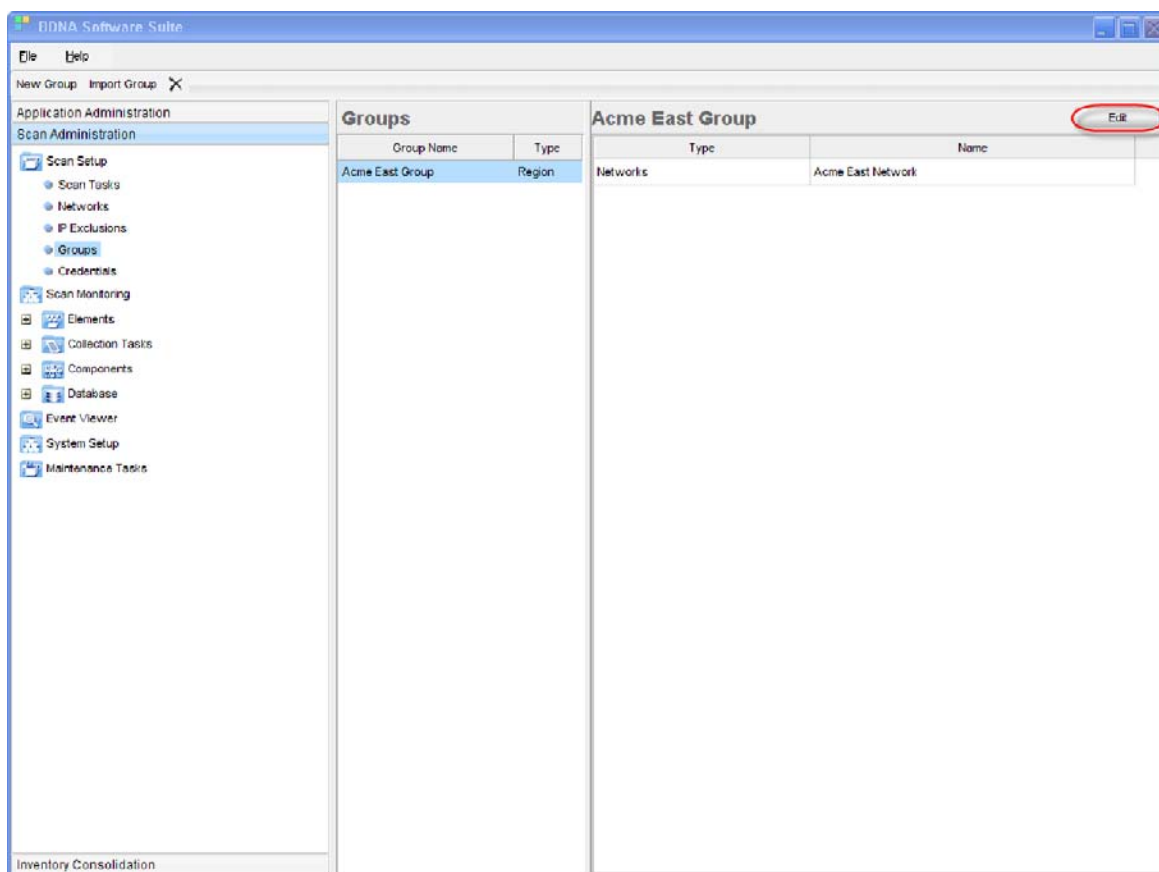 BDNA Software Suite
File Help
New Group Import Group
Application Administration
Scan Administration
Scan Setup
Scan Tasks
Networks
IP Exclusions
Groups
Credentials
Scan Monitoring
Elements
Collection Tasks
Components
Database
Event Viewer
System Setup
Maintenance Tasks
Inventory Consolidation
Groups
Group Name Type
Acme East Group Region
Acme East Group Edit
Type Name
Networks Acme East Network